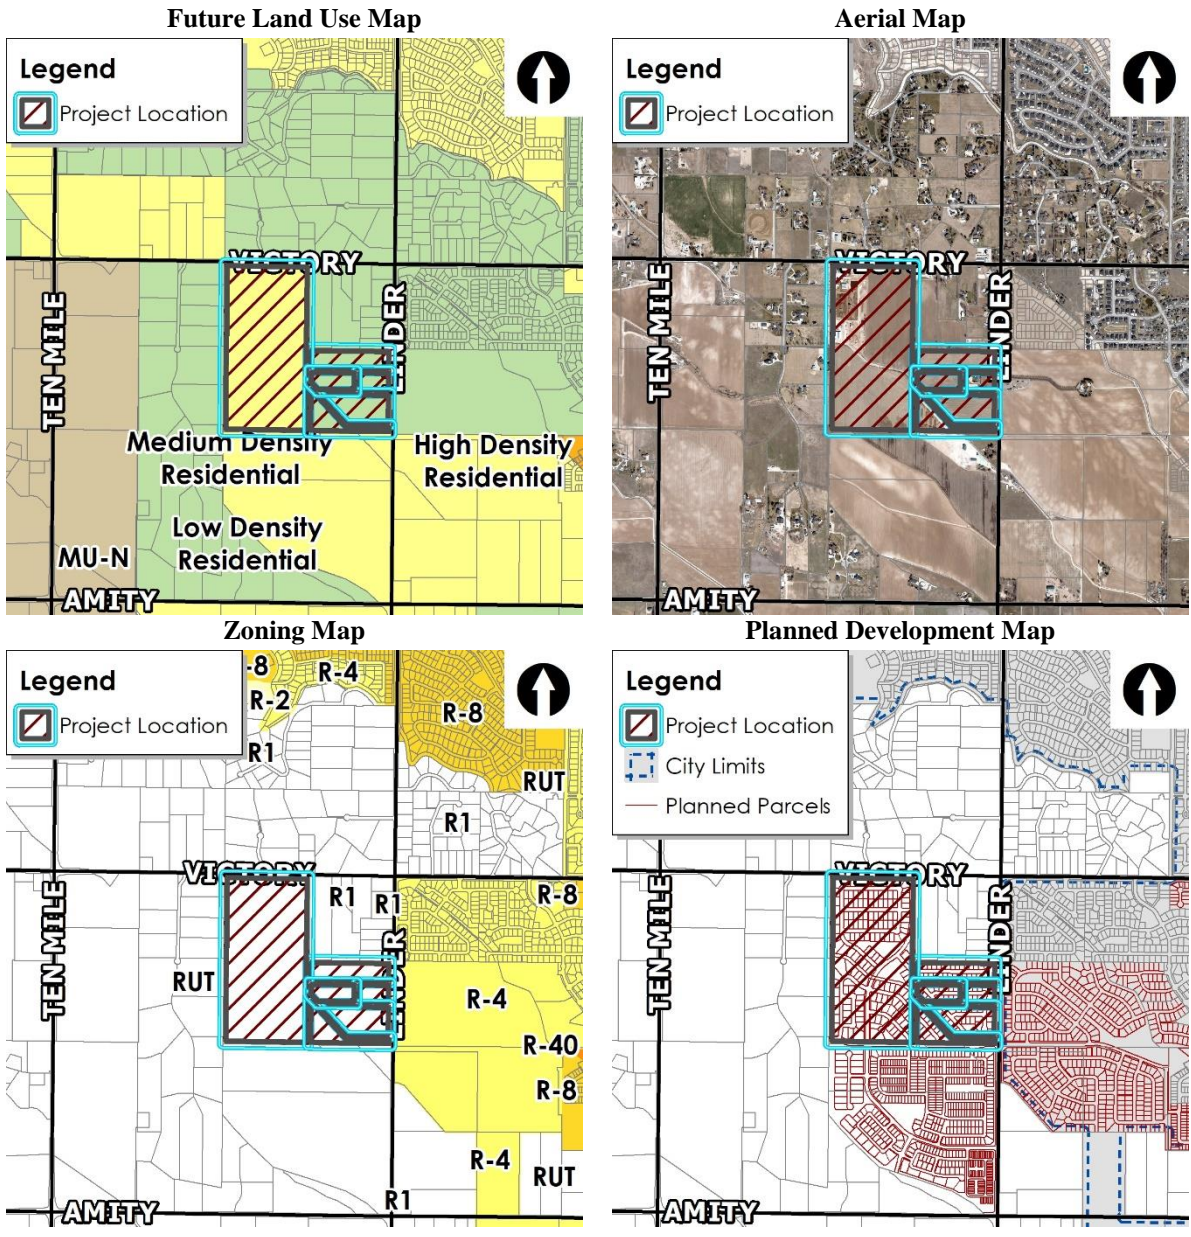 Future Land Use Map
Legend
Project Location
VICTORY
TEN MILE
LINDER
Medium Density
Residential
High Density
Residential
Low Density
Residential
MU-N
AMITY
Aerial Map
Legend
Project Location
VICTORY
TEN MILE
LINDER
AMITY
Zoning Map
Legend
Project Location
-8
R-4
R-2
R-8
R1
RUT
R1
VICTORY
R1
R1
R-8
TEN MILE
LINDER
RUT
R-4
R-40
R-8
R-4
RUT
R1
AMITY
Planned Development Map
Legend
Project Location
City Limits
Planned Parcels
VICTORY
TEN MILE
LINDER
AMITY